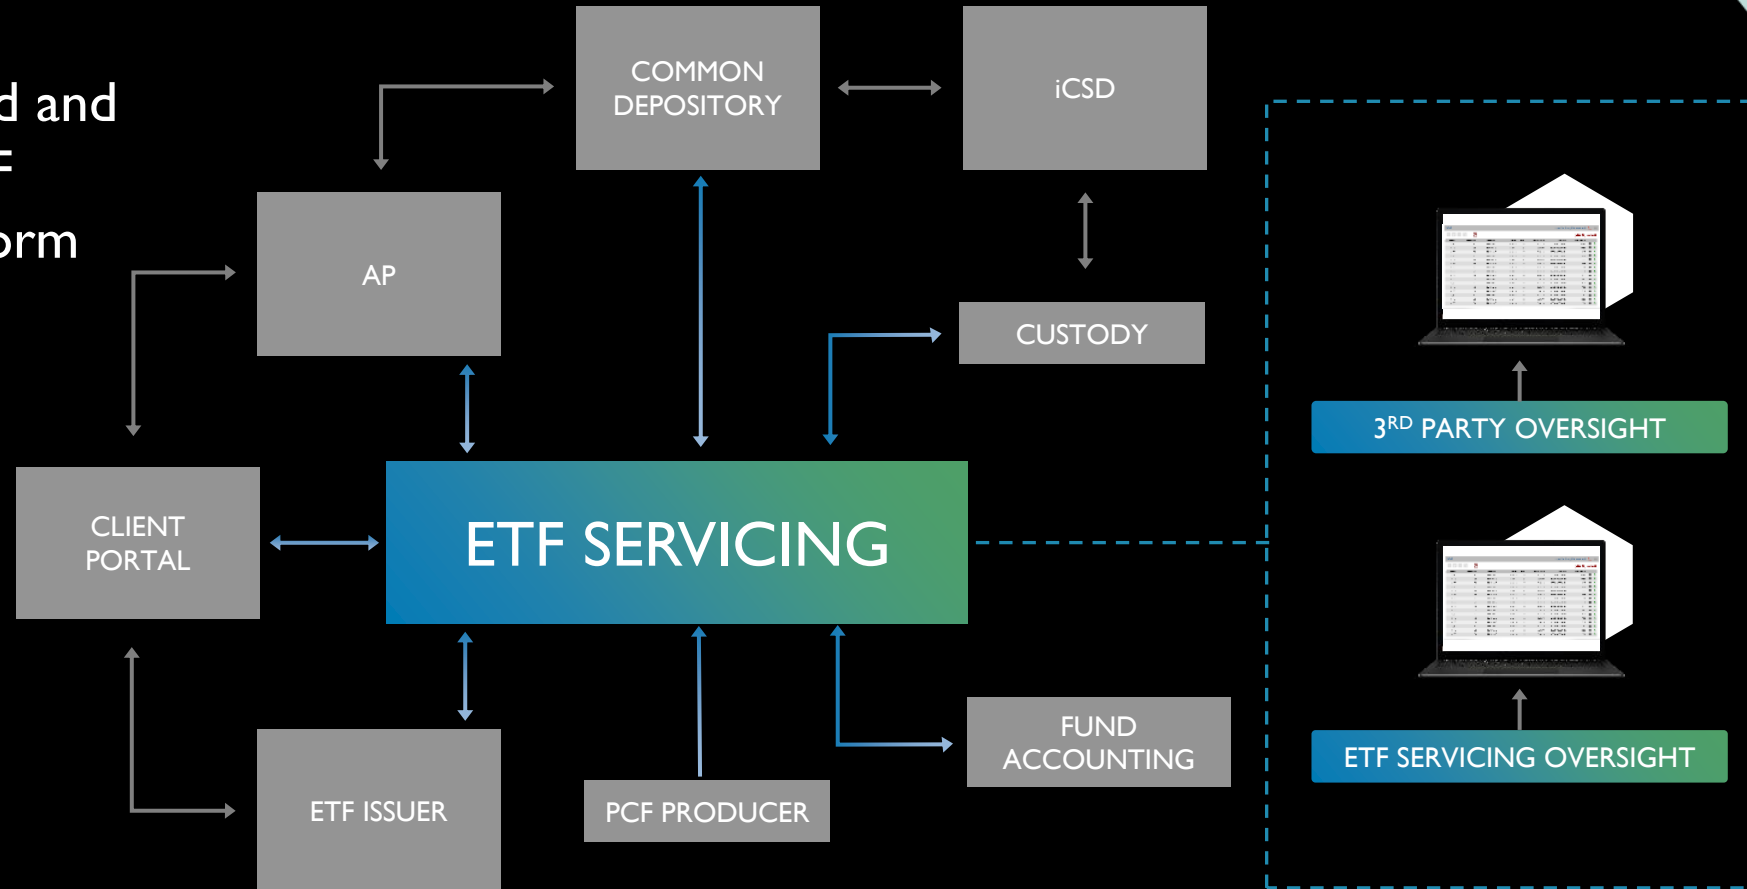 d and
F
orm
COMMON
DEPOSITORY
iCSD
AP
CUSTODY
3RD PARTY OVERSIGHT
CLIENT
PORTAL
ETF SERVICING
ETF SERVICING OVERSIGHT
FUND
ACCOUNTING
ETF ISSUER
PCF PRODUCER